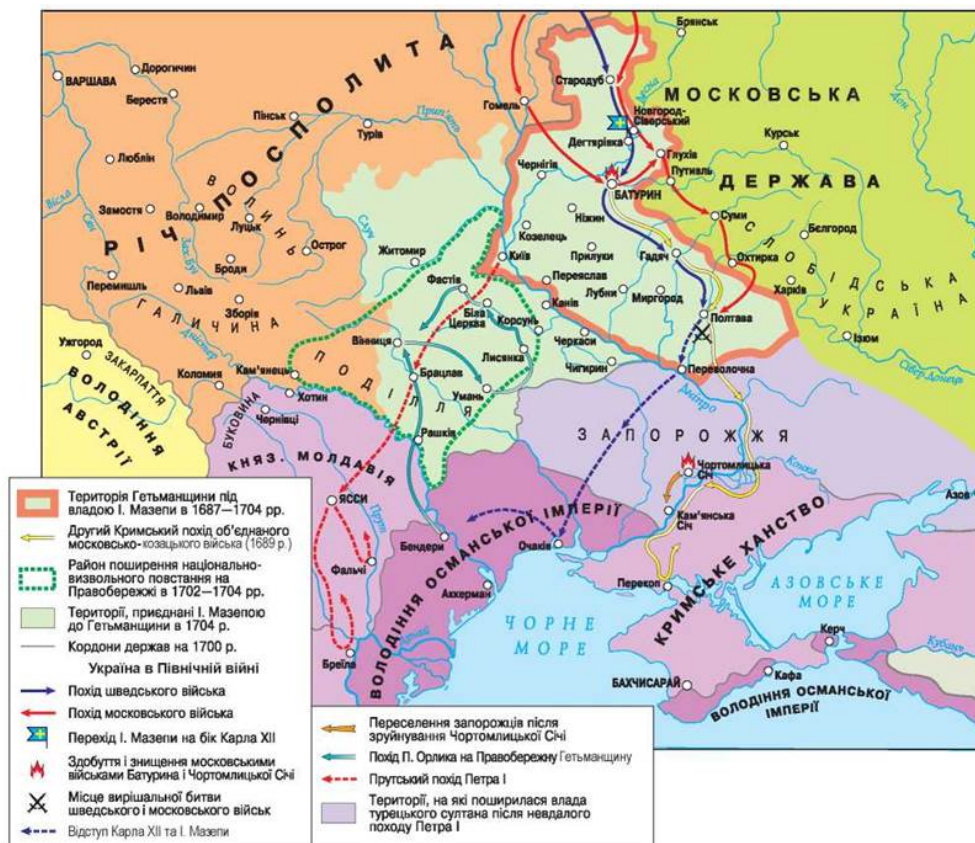 Брянськ
ВАРШАВА
Дорогичин
Берестя
РІЧ ПОСПОЛИТА
Пінськ
Турів
Прип'ять
Гомель
Стародуб
Десна
МОСКОВСЬКА
ДЕРЖАВА
Дон
Новгород-
Сіверський
Дегтярівка
Глухів
Курськ
Люблін
Чернігів
Путивль
БАТУРИН
Вісла
Сян
Замостя
ВОЛИНЬ
Володимир
Луцьк
Острог
Случ
Зах. Буг
Броди
Житомир
Козелець
Ніжин
Прилуки
Суми
Бєлгород
Гадяч
Охтирка
СЛОБІДСЬКА
УКРАЇНА
Київ
Перемишль
Львів
Зборів
ГАЛИЧИНА
Фастів
Переяслав
Лубни
Миргород
Харків
Біла
Церква
Корсунь
Канів
Полтава
Ізюм
Сівер. Донець
Дністер
Ужгород
ЗАКАРПАТТЯ
ВОЛОДІННЯ
АВСТРІЇ
Коломия
Кам'янець
ПОДІЛЛЯ
Вінниця
Лисянка
Черкаси
Чигирин
Переволочна
Дніпро
Брацлав
Умань
Хотин
Чернівці
БУКОВИНА
Рашків
ЗАПОРОЖЖЯ
КНЯЗ. МОЛДАВІЯ
Чортомлицька
Січ
Конка
Кам'янська
Січ
Азов
ЯССИ
Прут
Бендери
Очаків
Фальчі
Аккерман
Перекоп
ВОЛОДІННЯ ОСМАНСЬКОЇ ІМПЕРІЇ
КРИМСЬКЕ ХАНСТВО
АЗОВСЬКЕ
МОРЕ
ЧОРНЕ
МОРЕ
Бреїла
Керч
Кубань
Кафа
БАХЧИСАРАЙ
ВОЛОДІННЯ ОСМАНСЬКОЇ
ІМПЕРІЇ
Територія Гетьманщини під
владою І. Мазепи в 1687—1704 рр.
Другий Кримський похід об'єднаного
московсько-козацького війська (1689 р.)
Район поширення національно-
визвольного повстання на
Правобережжі в 1702—1704 рр.
Території, приєднані І. Мазепою
до Гетьманщини в 1704 р.
Кордони держав на 1700 р.
Україна в Північній війні
Похід шведського війська
Похід московського війська
Перехід І. Мазепи на бік Карла XII
Здобуття і знищення московськими
військами Батурина і Чортомлицької Січі
Місце вирішальної битви
шведського і московського військ
Відступ Карла XII та І. Мазепи
Переселення запорожців після
зруйнування Чортомлицької Січі
Похід П. Орлика на Правобережну Гетьманщину
Прутський похід Петра І
Території, на які поширилася влада
турецького султана після невдалого
походу Петра І